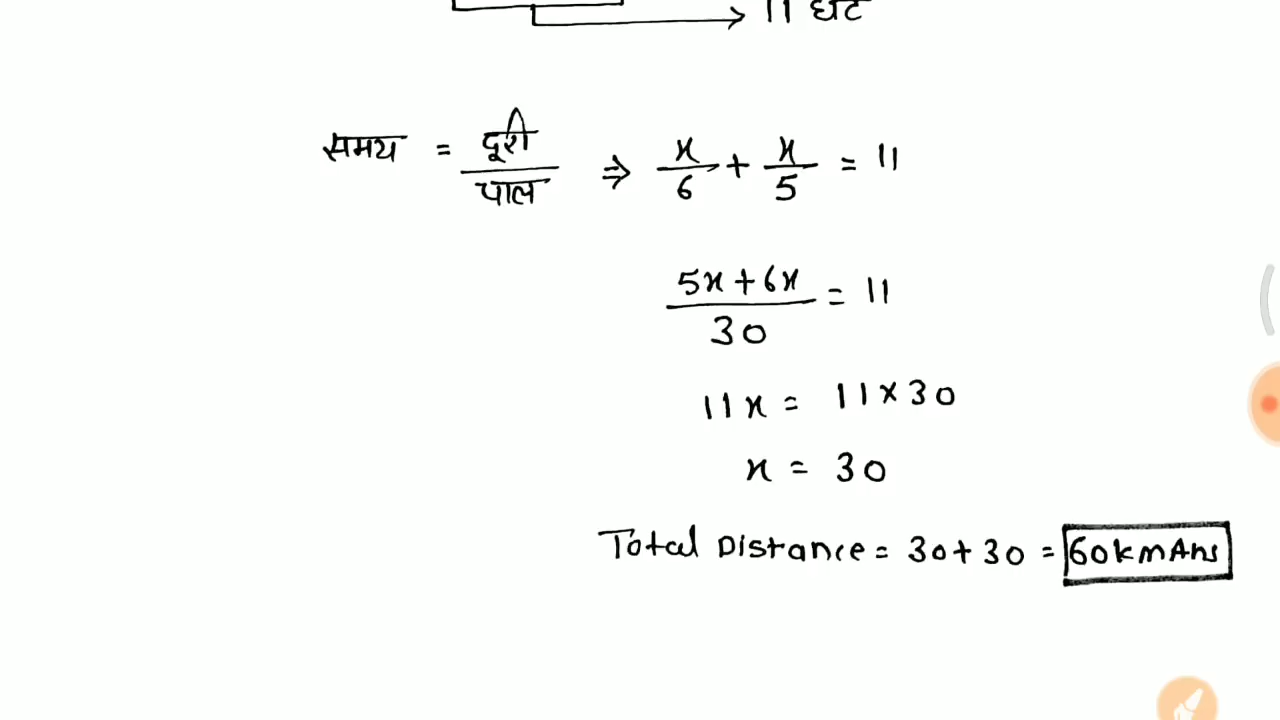 11 घंटे
समय = दूरी/चाल ⇒ x/6 + x/5 = 11
5x+6x/30 = 11
11x = 11×30
x = 30
Total Distance = 30+30 = 60km Ans